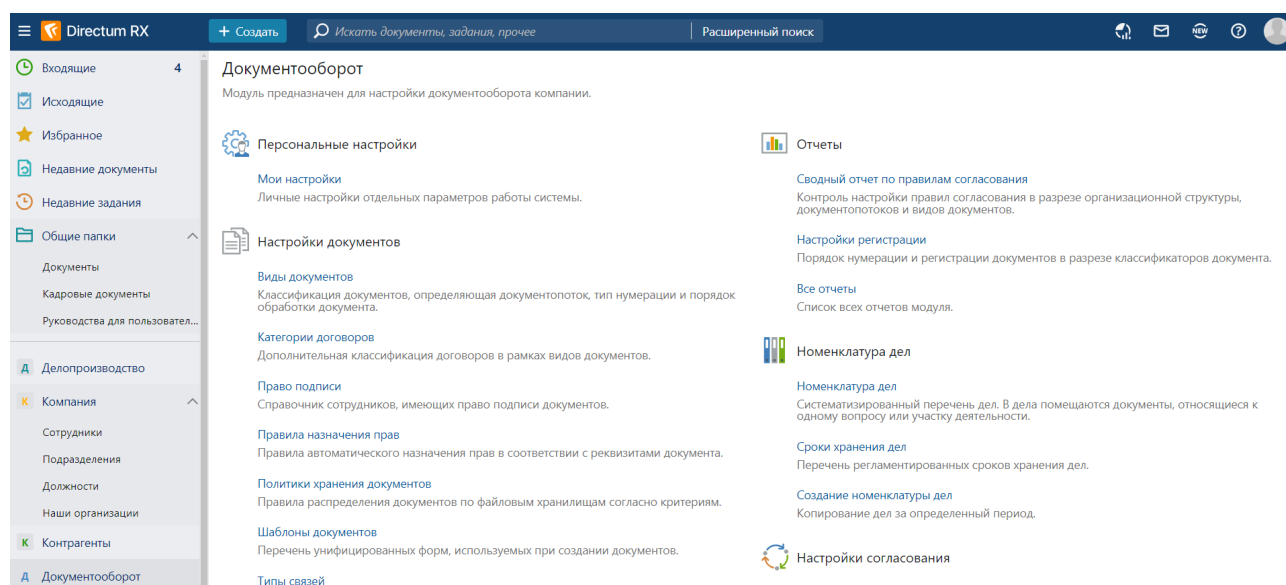 Directum RX
+ Создать
Искать документы, задания, прочее
Расширенный поиск
NEW
Входящие 4
Исходящие
Избранное
Недавние документы
Недавние задания
Общие папки
Документы
Кадровые документы
Руководства для пользовател...
Д Делопроизводство
К Компания
Сотрудники
Подразделения
Должности
Наши организации
К Контрагенты
Д Документооборот
Документооборот
Модуль предназначен для настройки документооборота компании.
Персональные настройки
Мои настройки
Личные настройки отдельных параметров работы системы.
Настройки документов
Виды документов
Классификация документов, определяющая документопоток, тип нумерации и порядок
обработки документа.
Категории договоров
Дополнительная классификация договоров в рамках видов документов.
Право подписи
Справочник сотрудников, имеющих право подписи документов.
Правила назначения прав
Правила автоматического назначения прав в соответствии с реквизитами документа.
Политики хранения документов
Правила распределения документов по файловым хранилищам согласно критериям.
Шаблоны документов
Перечень унифицированных форм, используемых при создании документов.
Типы связей
Отчеты
Сводный отчет по правилам согласования
Контроль настройки правил согласования в разрезе организационной структуры,
документопотоков и видов документов.
Настройки регистрации
Порядок нумерации и регистрации документов в разрезе классификаторов документа.
Все отчеты
Список всех отчетов модуля.
Номенклатура дел
Номенклатура дел
Систематизированный перечень дел. В дела помещаются документы, относящиеся к
одному вопросу или участку деятельности.
Сроки хранения дел
Перечень регламентированных сроков хранения дел.
Создание номенклатуры дел
Копирование дел за определенный период.
Настройки согласования